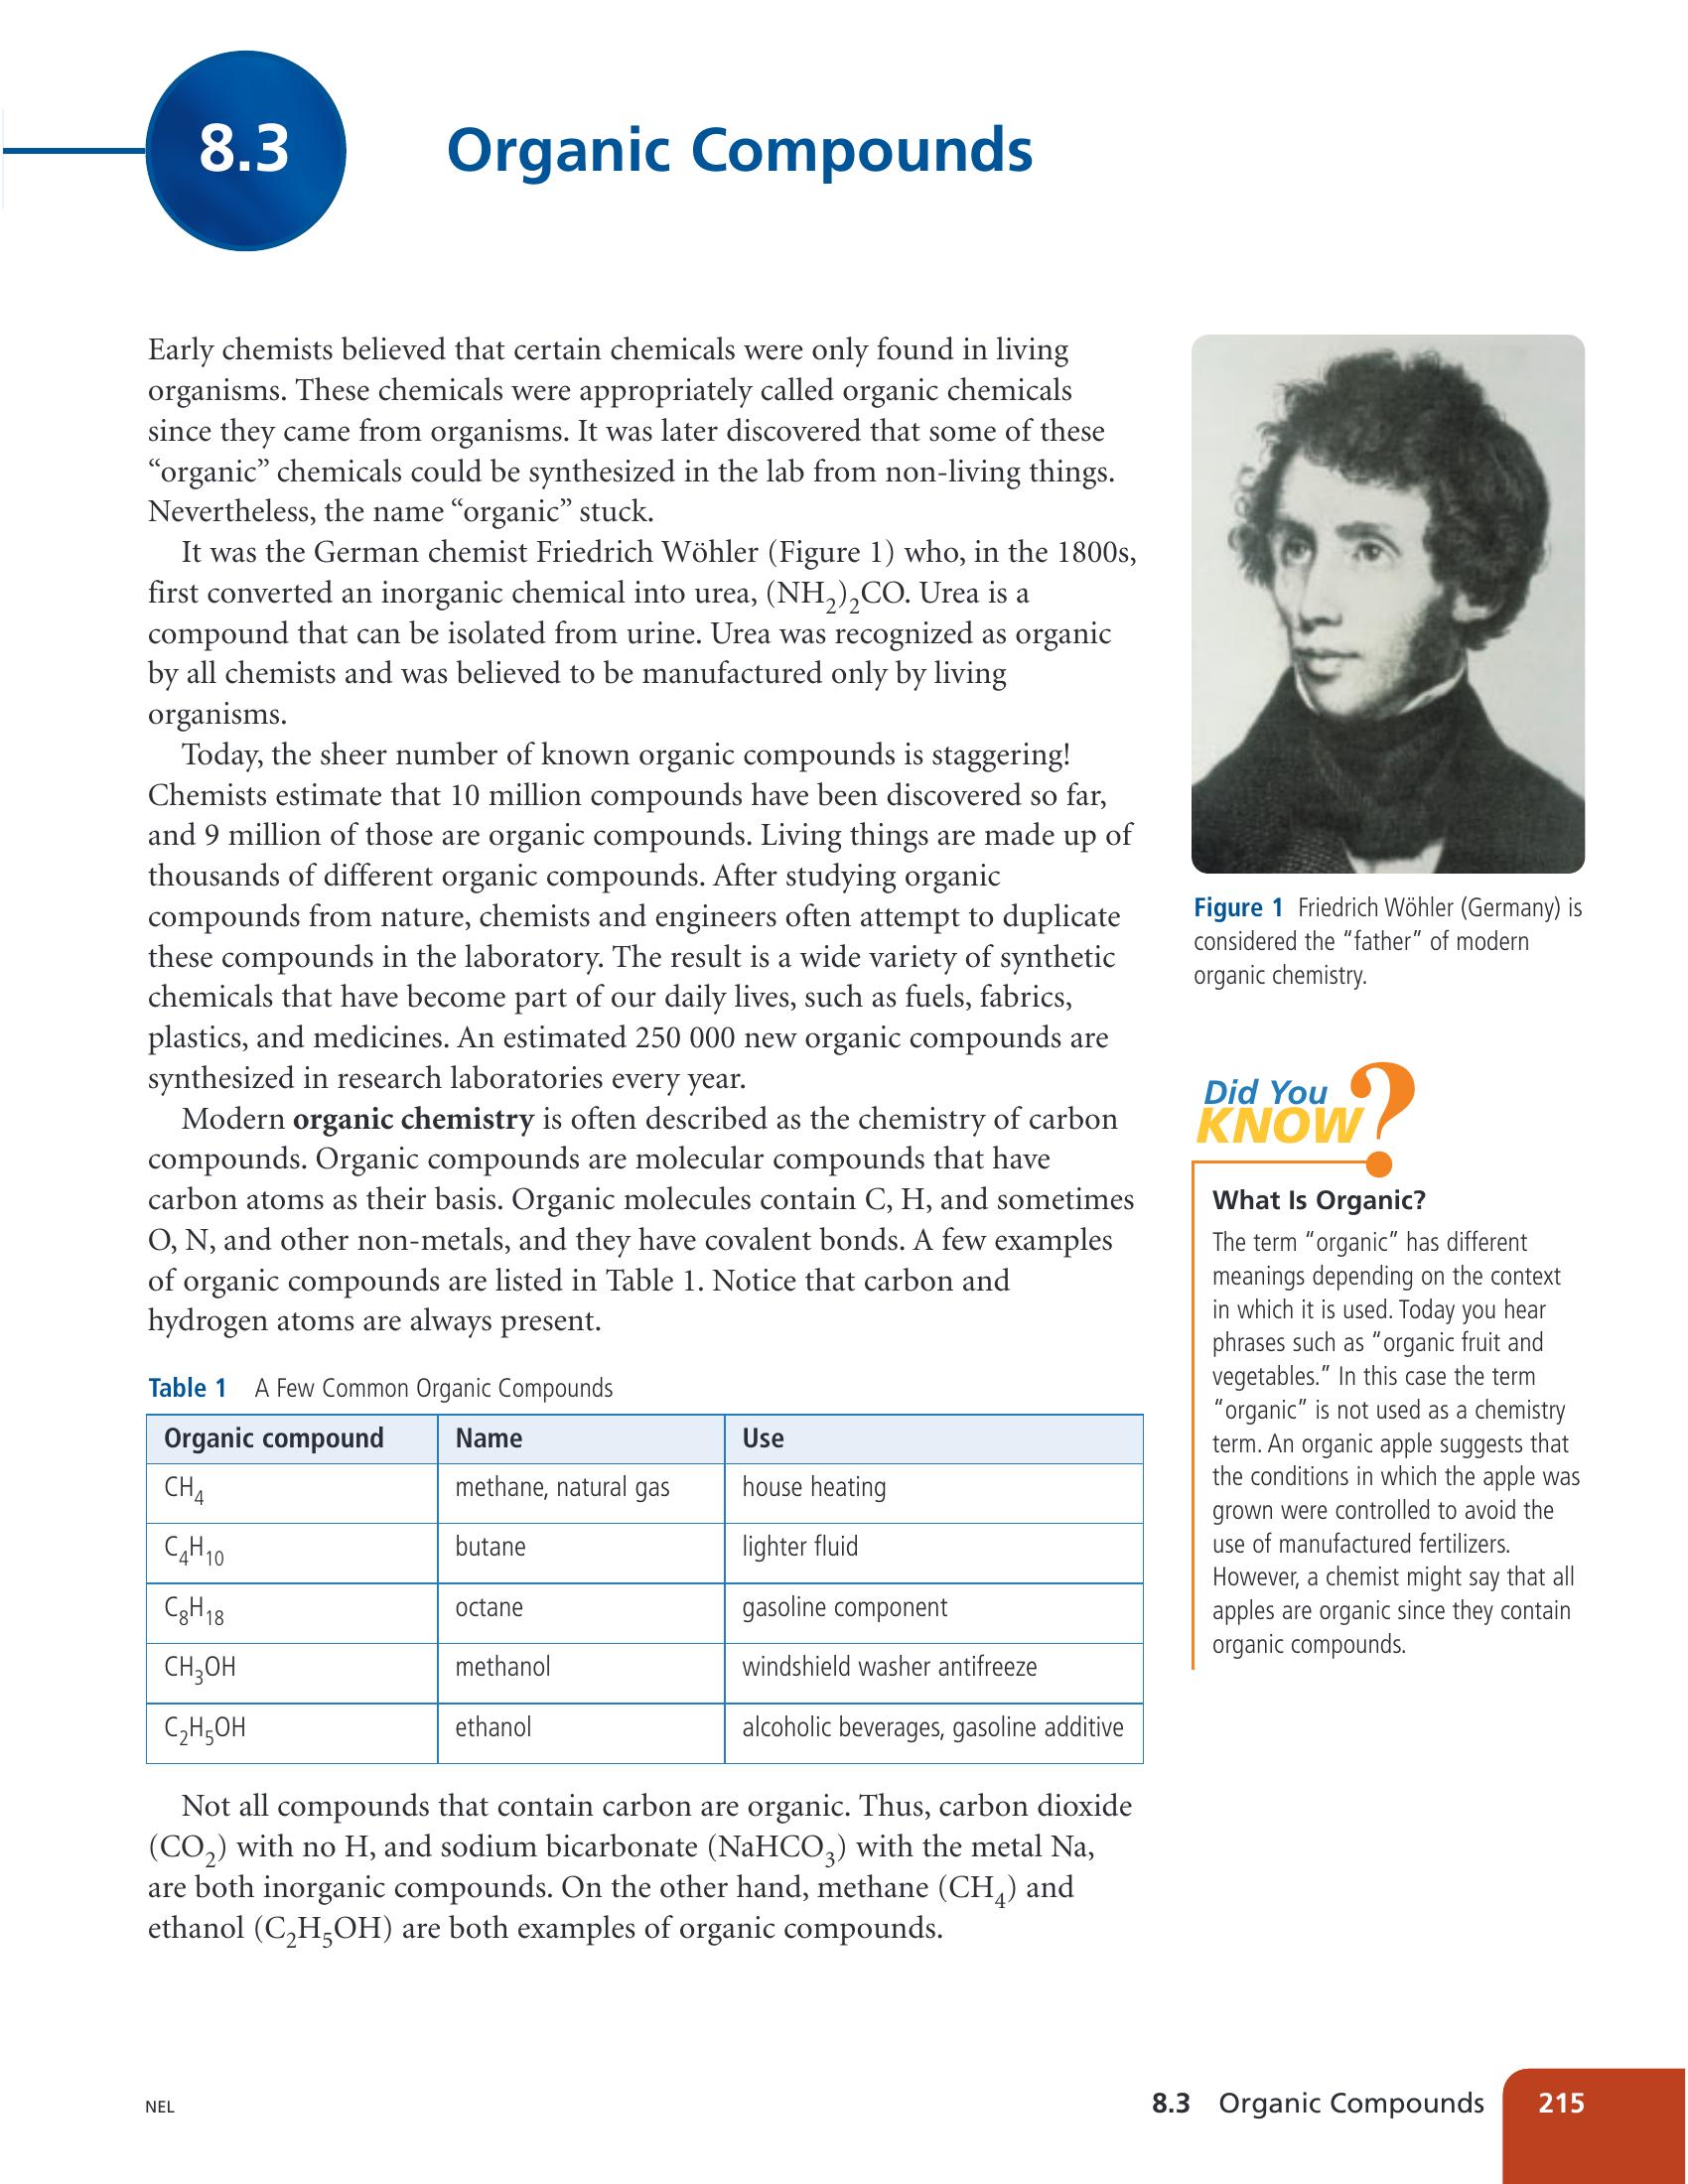 8.3
Organic Compounds
Early chemists believed that certain chemicals were only found in living
organisms. These chemicals were appropriately called organic chemicals
since they came from organisms. It was later discovered that some of these
“organic” chemicals could be synthesized in the lab from non-living things.
Nevertheless, the name “organic” stuck.
It was the German chemist Friedrich Wöhler (Figure 1) who, in the 1800s,
first converted an inorganic chemical into urea, (NH₂)₂CO. Urea is a
compound that can be isolated from urine. Urea was recognized as organic
by all chemists and was believed to be manufactured only by living
organisms.
Today, the sheer number of known organic compounds is staggering!
Chemists estimate that 10 million compounds have been discovered so far,
and 9 million of those are organic compounds. Living things are made up of
thousands of different organic compounds. After studying organic
compounds from nature, chemists and engineers often attempt to duplicate
these compounds in the laboratory. The result is a wide variety of synthetic
chemicals that have become part of our daily lives, such as fuels, fabrics,
plastics, and medicines. An estimated 250 000 new organic compounds are
synthesized in research laboratories every year.
Modern organic chemistry is often described as the chemistry of carbon
compounds. Organic compounds are molecular compounds that have
carbon atoms as their basis. Organic molecules contain C, H, and sometimes
O, N, and other non-metals, and they have covalent bonds. A few examples
of organic compounds are listed in Table 1. Notice that carbon and
hydrogen atoms are always present.
Table 1 A Few Common Organic Compounds
Organic compound Name Use
CH₄ methane, natural gas house heating
C₄H₁₀ butane lighter fluid
C₈H₁₈ octane gasoline component
CH₃OH methanol windshield washer antifreeze
C₂H₅OH ethanol alcoholic beverages, gasoline additive
Not all compounds that contain carbon are organic. Thus, carbon dioxide
(CO₂) with no H, and sodium bicarbonate (NaHCO₃) with the metal Na,
are both inorganic compounds. On the other hand, methane (CH₄) and
ethanol (C₂H₅OH) are both examples of organic compounds.
Figure 1 Friedrich Wöhler (Germany) is
considered the “father” of modern
organic chemistry.
Did You
KNOW?
What Is Organic?
The term “organic” has different
meanings depending on the context
in which it is used. Today you hear
phrases such as “organic fruit and
vegetables.” In this case the term
“organic” is not used as a chemistry
term. An organic apple suggests that
the conditions in which the apple was
grown were controlled to avoid the
use of manufactured fertilizers.
However, a chemist might say that all
apples are organic since they contain
organic compounds.
NEL
8.3 Organic Compounds 215